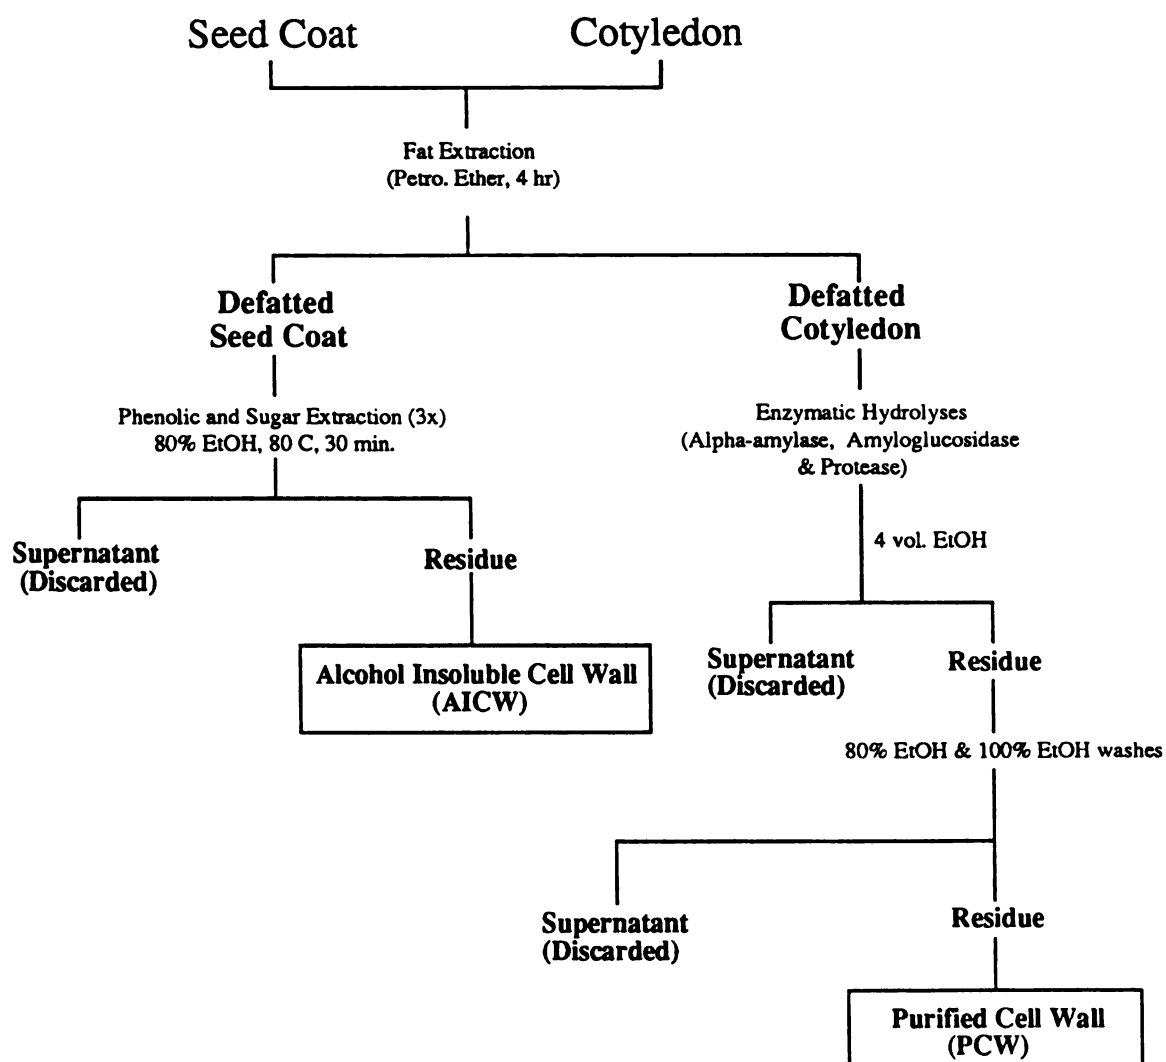 Seed Coat
Cotyledon
Fat Extraction
(Petro. Ether, 4 hr)
Defatted
Seed Coat
Defatted
Cotyledon
Phenolic and Sugar Extraction (3x)
80% EtOH, 80 C, 30 min.
Enzymatic Hydrolyses
(Alpha-amylase, Amyloglucosidase
& Protease)
4 vol. EtOH
Supernatant
(Discarded)
Residue
Alcohol Insoluble Cell Wall
(AICW)
Supernatant
(Discarded)
Residue
80% EtOH & 100% EtOH washes
Supernatant
(Discarded)
Residue
Purified Cell Wall
(PCW)